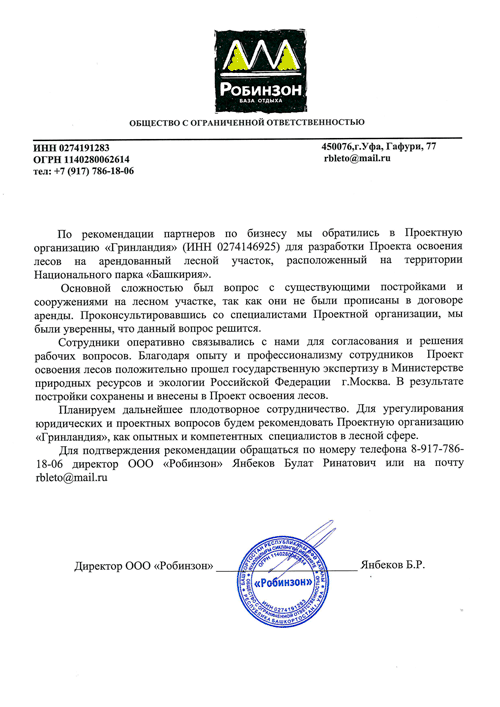 РОБИНЗОН
БАЗА ОТДЫХА
ОБЩЕСТВО С ОГРАНИЧЕННОЙ ОТВЕТСТВЕННОСТЬЮ
ИНН 0274191283
450076,г.Уфа, Гафури, 77
ОГРН 1140280062614
rbleto@mail.ru
тел: +7 (917) 786-18-06
По рекомендации партнеров по бизнесу мы обратились в Проектную
организацию «Гринландия» (ИНН 0274146925) для разработки Проекта освоения
лесов на арендованный лесной участок, расположенный на территории
Национального парка «Башкирия».
Основной сложностью был вопрос с существующими постройками и
сооружениями на лесном участке, так как они не были прописаны в договоре
аренды. Проконсультировавшись со специалистами Проектной организации, мы
были уверенны, что данный вопрос решится.
Сотрудники оперативно связывались с нами для согласования и решения
рабочих вопросов. Благодаря опыту и профессионализму сотрудников Проект
освоения лесов положительно прошел государственную экспертизу в Министерстве
природных ресурсов и экологии Российской Федерации г.Москва. В результате
постройки сохранены и внесены в Проект освоения лесов.
Планируем дальнейшее плодотворное сотрудничество. Для урегулирования
юридических и проектных вопросов будем рекомендовать Проектную организацию
«Гринландия», как опытных и компетентных специалистов в лесной сфере.
Для подтверждения рекомендации обращаться по номеру телефона 8-917-786-
18-06 директор ООО «Робинзон» Янбеков Булат Ринатович или на почту
rbleto@mail.ru
Директор ООО «Робинзон» Янбеков Б.Р.
ОГРН 1140280062614
«Робинзон»
ИНН 0274191283